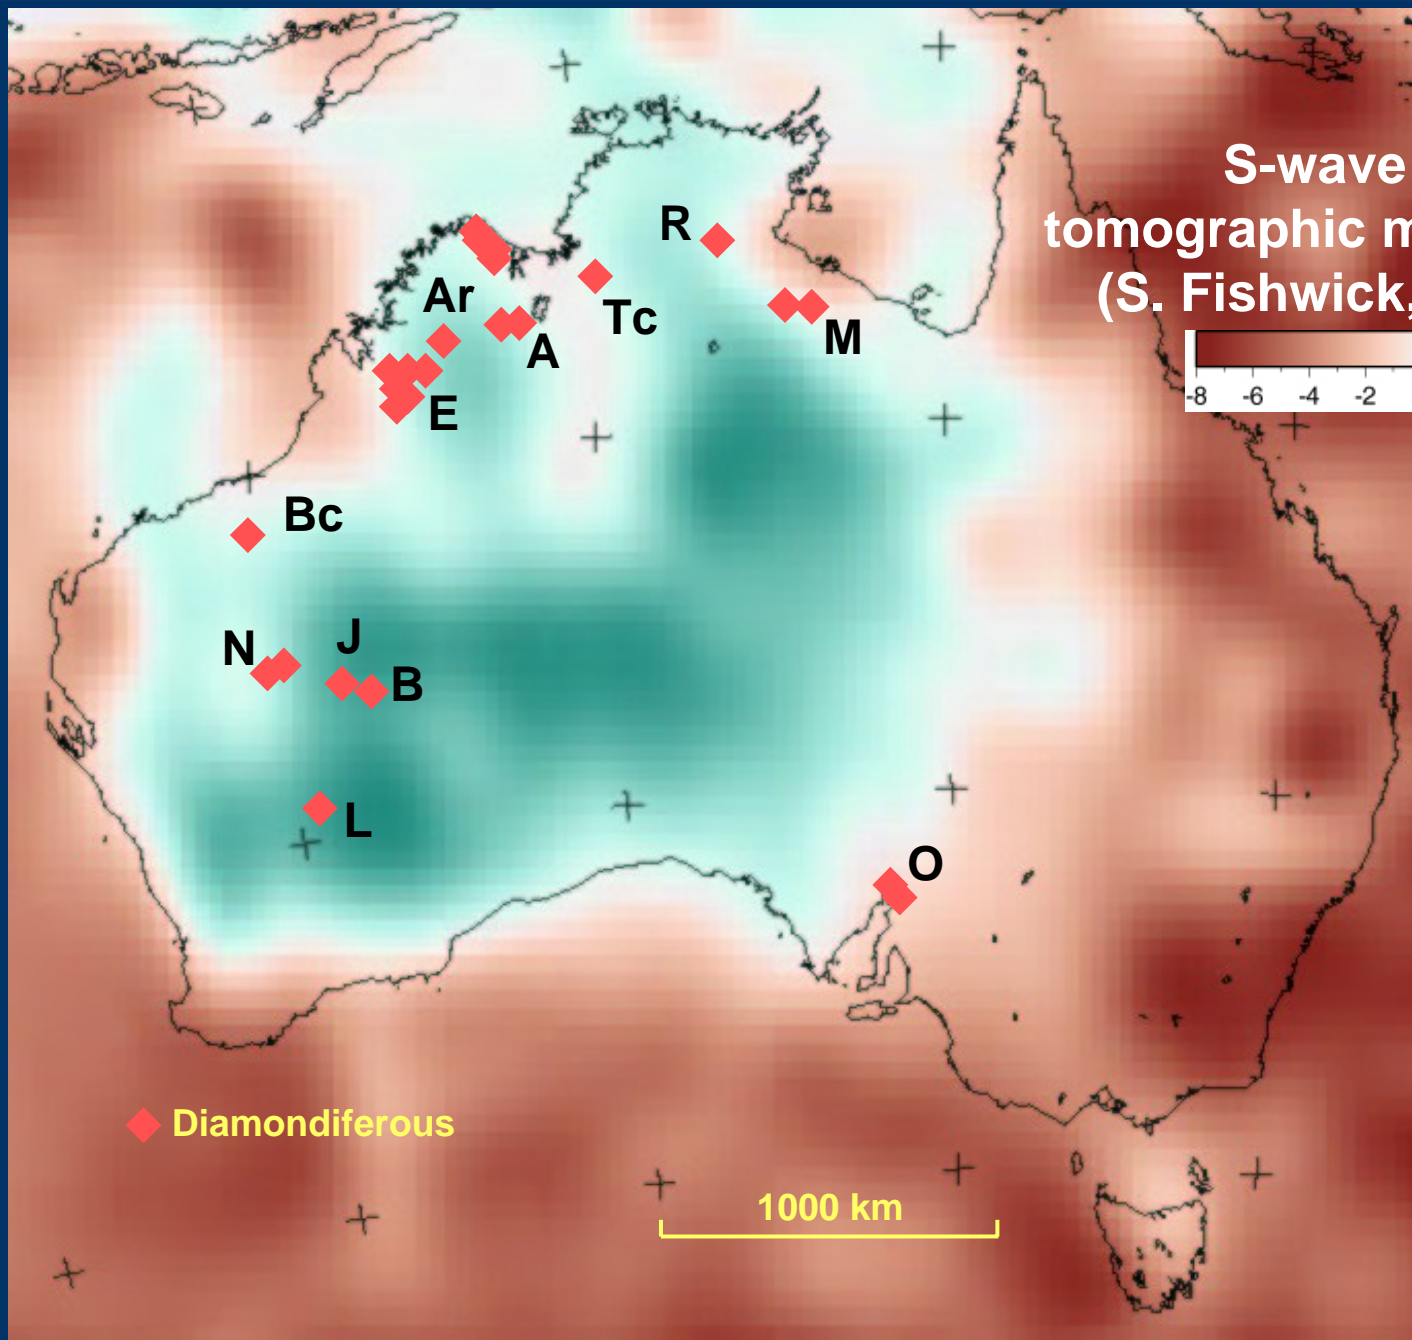 S-wave
tomographic
(S. Fishwick,
-8 -6 -4 -2
R
Ar
Tc
A
M
E
Bc
N
J
B
L
O
Diamondiferous
1000 km